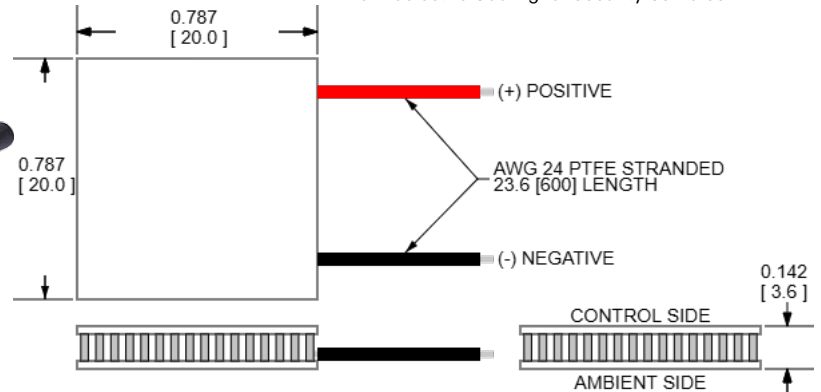 0.787
[ 20.0 ]
(+) POSITIVE
0.787
[ 20.0 ]
AWG 24 PTFE STRANDED
23.6 [600] LENGTH
(-) NEGATIVE
0.142
[ 3.6 ]
CONTROL SIDE
AMBIENT SIDE